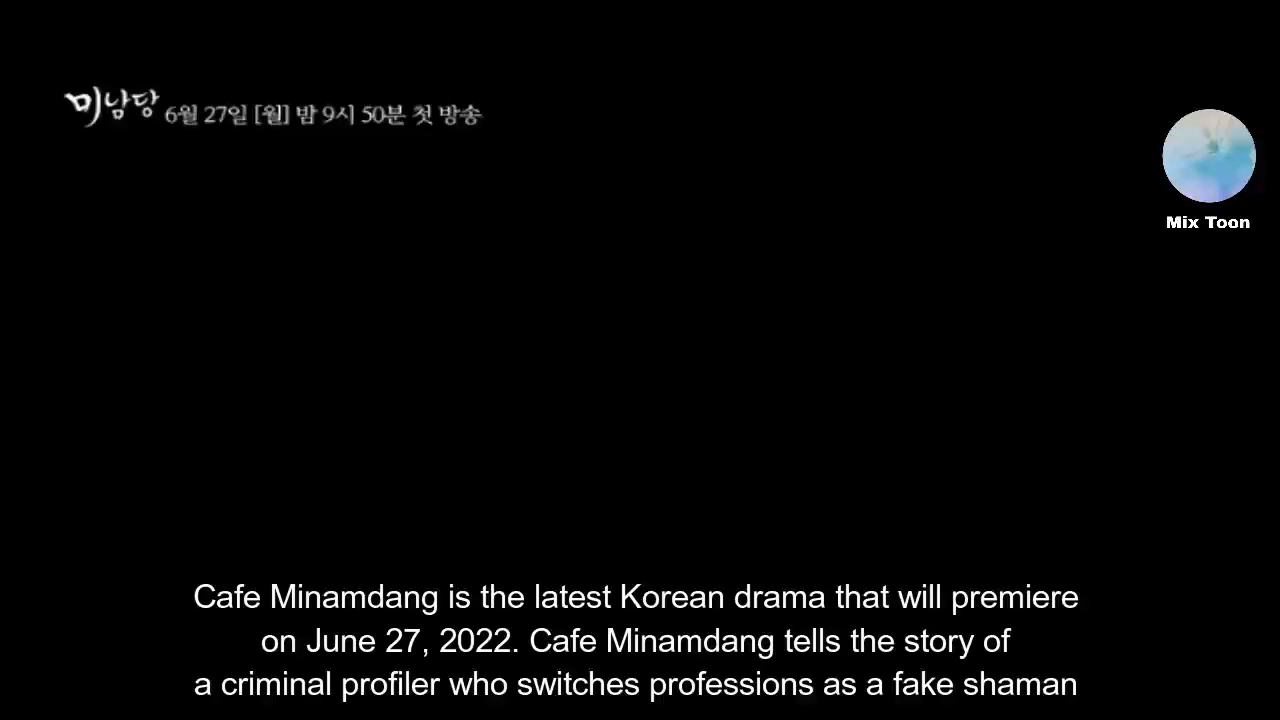 미남당 6월 27일 [월] 밤 9시 50분 첫 방송
Mix Toon
Cafe Minamdang is the latest Korean drama that will premiere
on June 27, 2022. Cafe Minamdang tells the story of
a criminal profiler who switches professions as a fake shaman